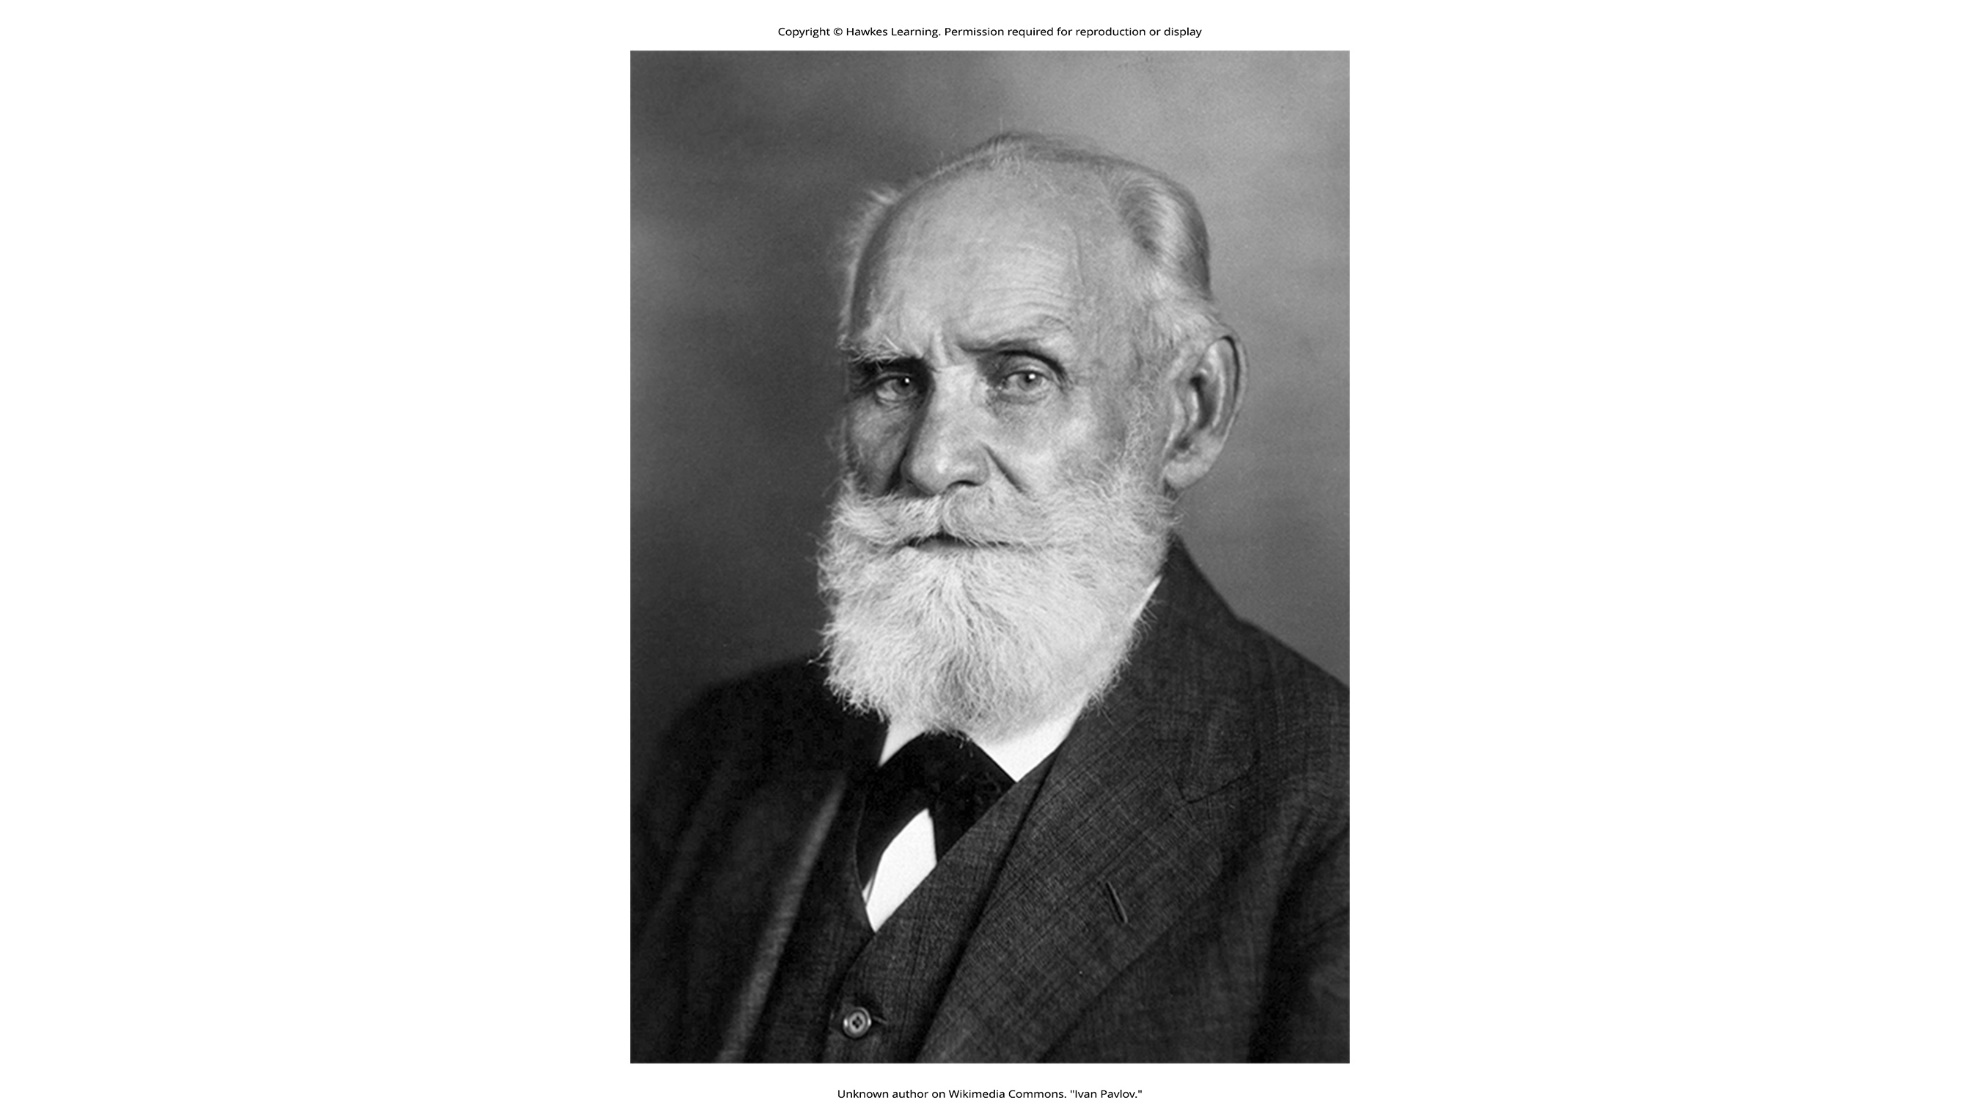 Copyright © Hawkes Learning. Permission required for reproduction or display
Unknown author on Wikimedia Commons. "Ivan Pavlov."